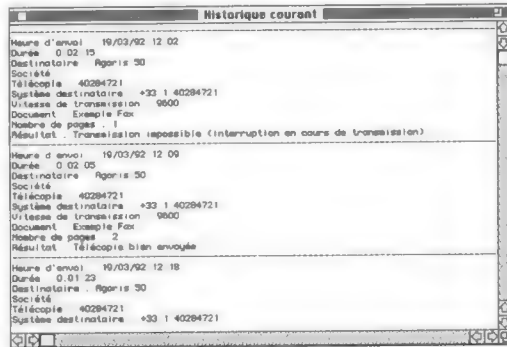 Historique courant
Heure d'envoi 19/03/92 12 02
Durée 0 02 15
Destinataire Agoris 50
Société
Télécopie 40284721
Système destinataire +33 1 40284721
Vitesse de transmission 9600
Document Exemple Fax
Nombre de pages . 1
Résultat . Transmission impossible (interruption en cours de transmission)
Heure d envoi 19/03/92 12 09
Durée 0 02 05
Destinataire Agoris 50
Société
Télécopie 40284721
Système destinataire +33 1 40284721
Vitesse de transmission 9600
Document Exemple Fax
Nombre de pages 2
Résultat Télécopie bien envoyée
Heure d'envoi 19/03/92 12 18
Durée 0.01 23
Destinataire . Agoris 50
Société
Télécopie 40284721
Système destinataire +33 1 40284721